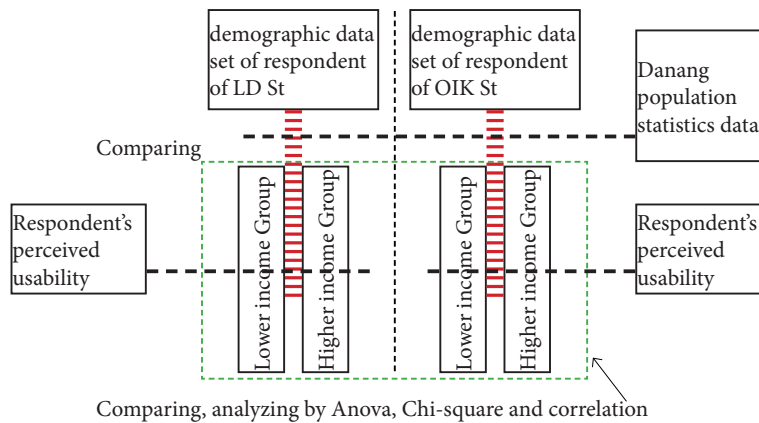 demographic data
set of respondent
of LD St
demographic data
set of respondent
of OIK St
Danang
population
statistics data
Comparing
Respondent's
perceived
usability
Lower income Group
Higher income Group
Lower income Group
Higher income Group
Respondent's
perceived
usability
Comparing, analyzing by Anova, Chi-square and correlation